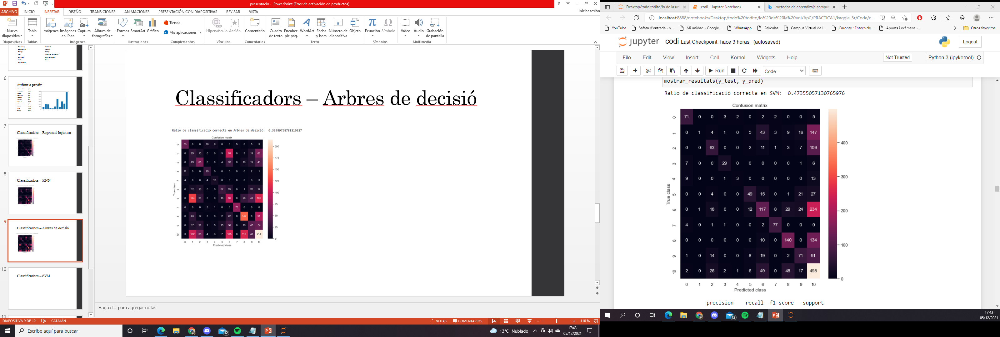 presentacio - PowerPoint (Error de activación de productos)
ARCHIVO INICIO INSERTAR DISEÑO TRANSICIONES ANIMACIONES PRESENTACIÓN CON DIAPOSITIVAS REVISAR VISTA
Iniciar sesión
Nueva diapositiva
Tabla
Imágenes
Imágenes en línea
Captura
Álbum de fotografías
Formas
SmartArt
Gráfico
Tienda
Mis aplicaciones
Hipervínculo
Acción
Comentario
Cuadro de texto
Encabez. pie pág.
WordArt
Fecha y hora
Número de diapositiva
Objeto
Ecuación
Símbolo
Vídeo
Audio
Grabación de pantalla
Diapositivas Tablas Imágenes Ilustraciones Complementos Vínculos Comentarios Texto Símbolos Multimedia
6
Atribut a predir
7
Classificadors – Regressió logística
8
Classificadors – KNN
9
Classificadors – Arbres de decisió
10
Classificadors – SVM
11
Classificadors – Arbres de decisió
Ratio de classificació correcta en Arbres de desició: 0.33389758781210327
Confusion matrix
0 53 0 0 10 9 0 0 5 0 5 3
1 0 25 15 0 0 5 99 0 3 19 63
2 0 23 65 0 0 4 32 0 10 19 43
3 11 0 0 29 0 0 0 0 0 2 1
4 4 0 0 4 12 0 0 0 0 3 3
5 0 12 16 0 0 32 19 0 1 20 17
6 0 124 28 0 0 18 95 0 28 41 109
7 6 0 0 3 1 0 0 75 0 0 0
8 0 24 3 0 0 2 22 0 142 0 91
9 0 17 21 1 5 15 36 0 10 47 54
10 3 102 58 4 3 7 105 0 110 43 214
0 1 2 3 4 5 6 7 8 9 10
True class
Predicted class
200
175
150
125
100
75
50
25
0
Haga clic para agregar notas
DIAPOSITIVA 9 DE 12 CATALÁN
NOTAS COMENTARIOS 110 %
Escribe aquí para buscar
12
13°C Nublado
17:43
05/12/2021
Desktop/todo todito/lo de la un
codi - Jupyter Notebook
metodos de aprendizaje comput
localhost:8888/notebooks/Desktop/todo%20todito/lo%20de%20la%20uni/ApC/PRACTICA1/kaggle_3r/Code/c...
YouTube
Safata d'entrada - v...
Mi unidad - Google...
WhatsApp
Películas
Campus Virtual de l...
Caronte : Entorn de...
Apunts i exàmens -...
Otros favoritos
jupyter codi Last Checkpoint: hace 3 horas (autosaved)
Logout
File Edit View Insert Cell Kernel Widgets Help
Not Trusted
Python 3 (ipykernel)
Run
Code
mostrar_resultats(y_test, y_pred)
Ratio de classificació correcta en SVM: 0.47355057130765976
Confusion matrix
0 71 0 0 3 2 0 2 2 0 0 5
1 0 1 4 1 0 5 43 3 9 16 147
2 0 0 63 0 0 2 11 1 3 7 109
3 7 0 0 29 0 0 0 0 0 1 6
4 9 0 0 1 3 0 0 0 0 0 13
5 0 0 4 0 0 49 15 0 1 21 27
6 0 1 18 0 0 12 117 8 29 24 234
7 4 0 1 1 0 0 2 77 0 0 0
8 0 0 0 0 0 0 10 0 140 0 134
9 1 0 14 0 0 8 19 0 2 71 91
10 2 0 26 2 1 6 49 0 48 17 498
0 1 2 3 4 5 6 7 8 9 10
True class
Predicted class
400
300
200
100
0
precision recall f1-score support
12
17:43
05/12/2021